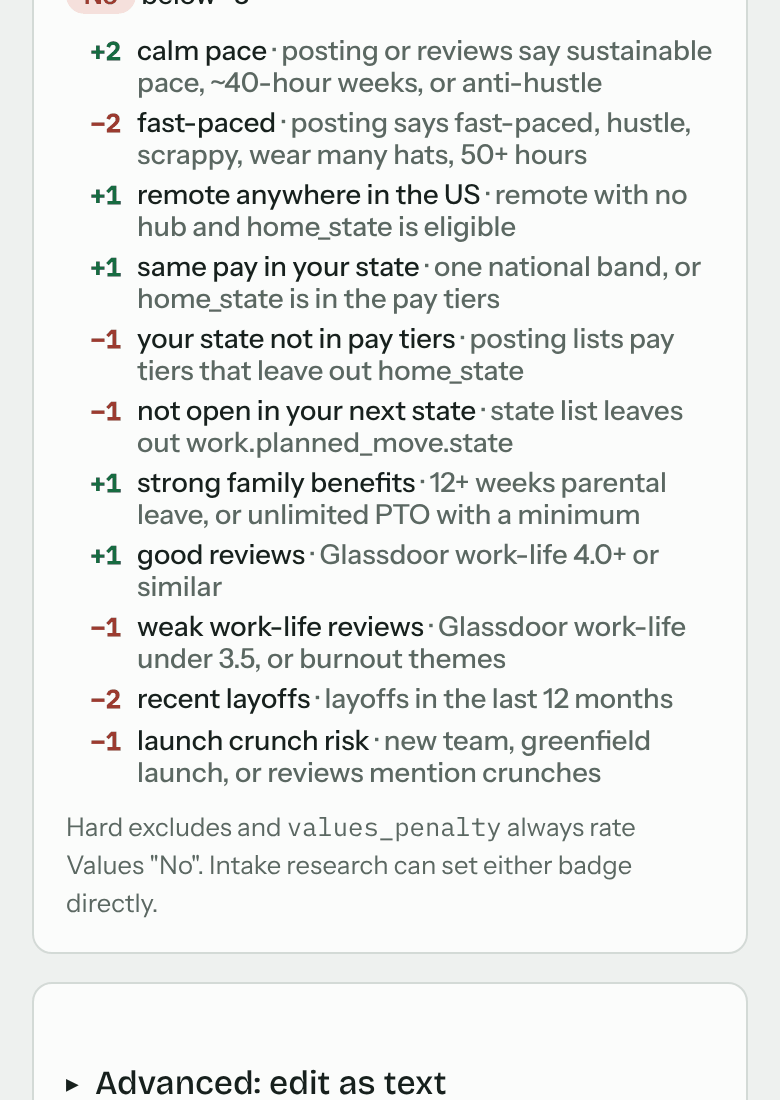 +2 calm pace · posting or reviews say sustainable
pace, ~40-hour weeks, or anti-hustle
−2 fast-paced · posting says fast-paced, hustle,
scrappy, wear many hats, 50+ hours
+1 remote anywhere in the US · remote with no
hub and home_state is eligible
+1 same pay in your state · one national band, or
home_state is in the pay tiers
−1 your state not in pay tiers · posting lists pay
tiers that leave out home_state
−1 not open in your next state · state list leaves
out work.planned_move.state
+1 strong family benefits · 12+ weeks parental
leave, or unlimited PTO with a minimum
+1 good reviews · Glassdoor work-life 4.0+ or
similar
−1 weak work-life reviews · Glassdoor work-life
under 3.5, or burnout themes
−2 recent layoffs · layoffs in the last 12 months
−1 launch crunch risk · new team, greenfield
launch, or reviews mention crunches
Hard excludes and values_penalty always rate
Values "No". Intake research can set either badge
directly.
▸ Advanced: edit as text